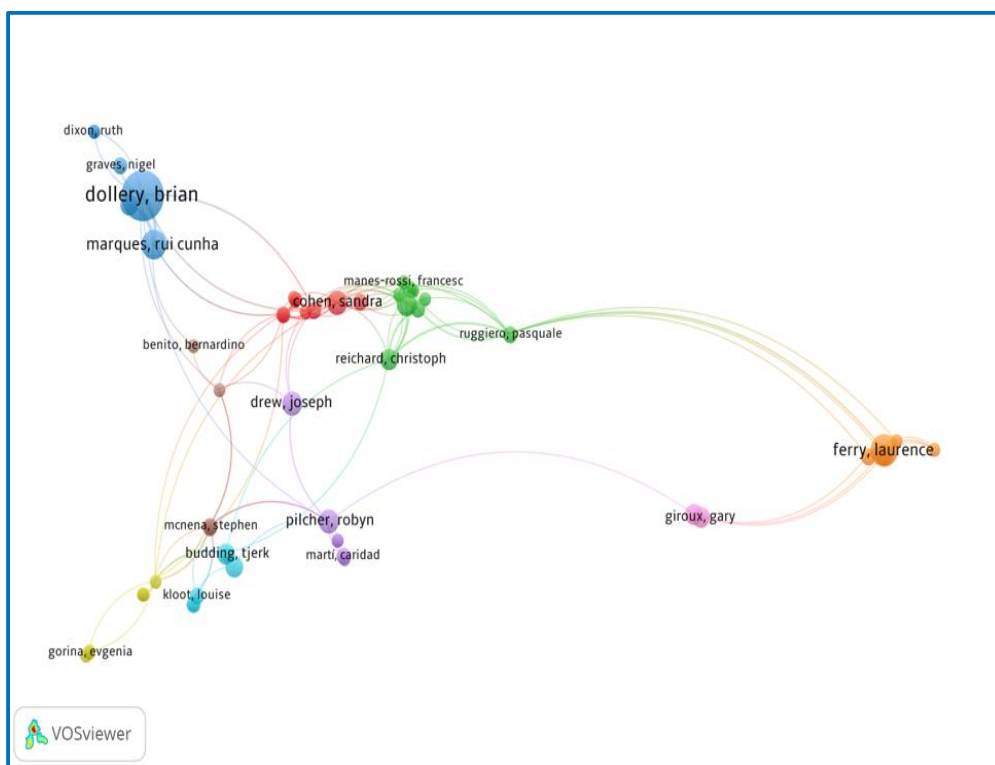 dixon, ruth
graves, nigel
dollery, brian
marques, rui cunha
manes-rossi, francesc
cohen, sandra
ruggiero, pasquale
benito, bernardino
reichard, christoph
drew, joseph
ferry, laurence
giroux, gary
mcnena, stephen
pilcher, robyn
budding, tjerk
martí, caridad
kloot, louise
gorina, evgenia
VOSviewer